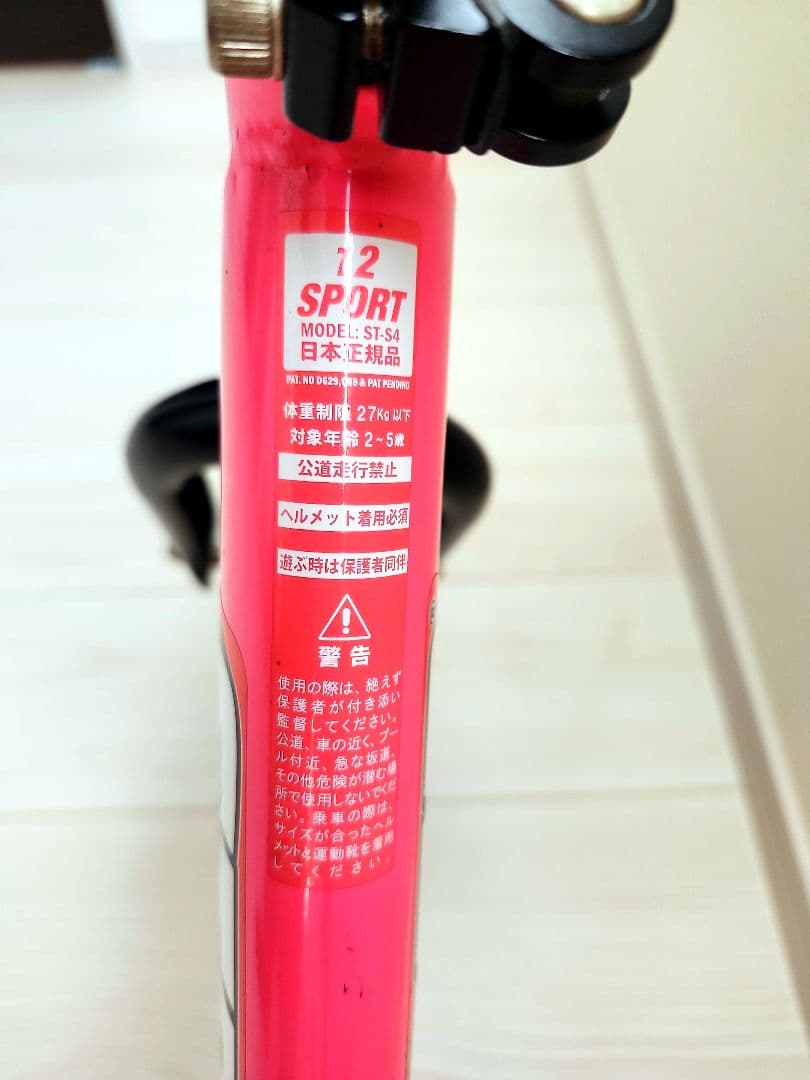 12
SPORT
MODEL: ST-S4
日本正規品
PAT. NO D629,049 & PAT PENDING
体重制限 27Kg 以下
対象年齢 2~5歳
公道走行禁止
ヘルメット着用必須
遊ぶ時は保護者同伴
警告
使用の際は、絶えず
保護者が付き添い
監督してください。
公道、車の近く、プー
ル付近、急な坂道、
その他危険が潜む場
所で使用しないでくだ
さい。乗車の際は、
サイズが合ったヘル
メットと運動靴を着用
してください。